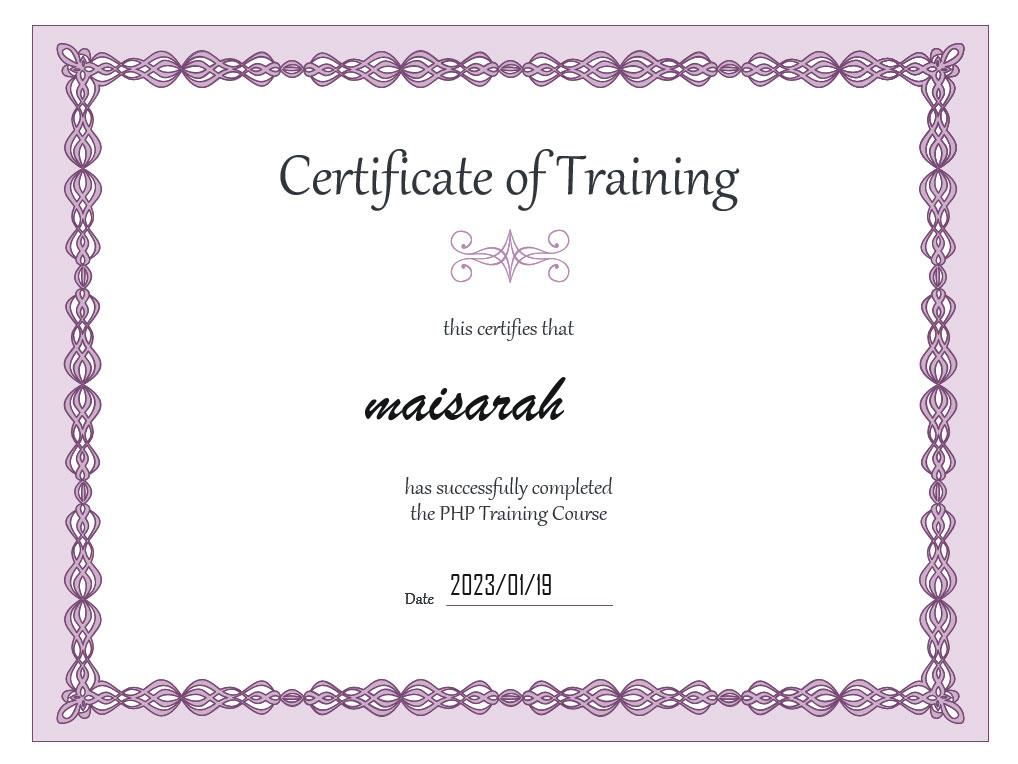 Certificate of Training
this certifies that
maisarah
has successfully completed
the PHP Training Course
Date 2023/01/19